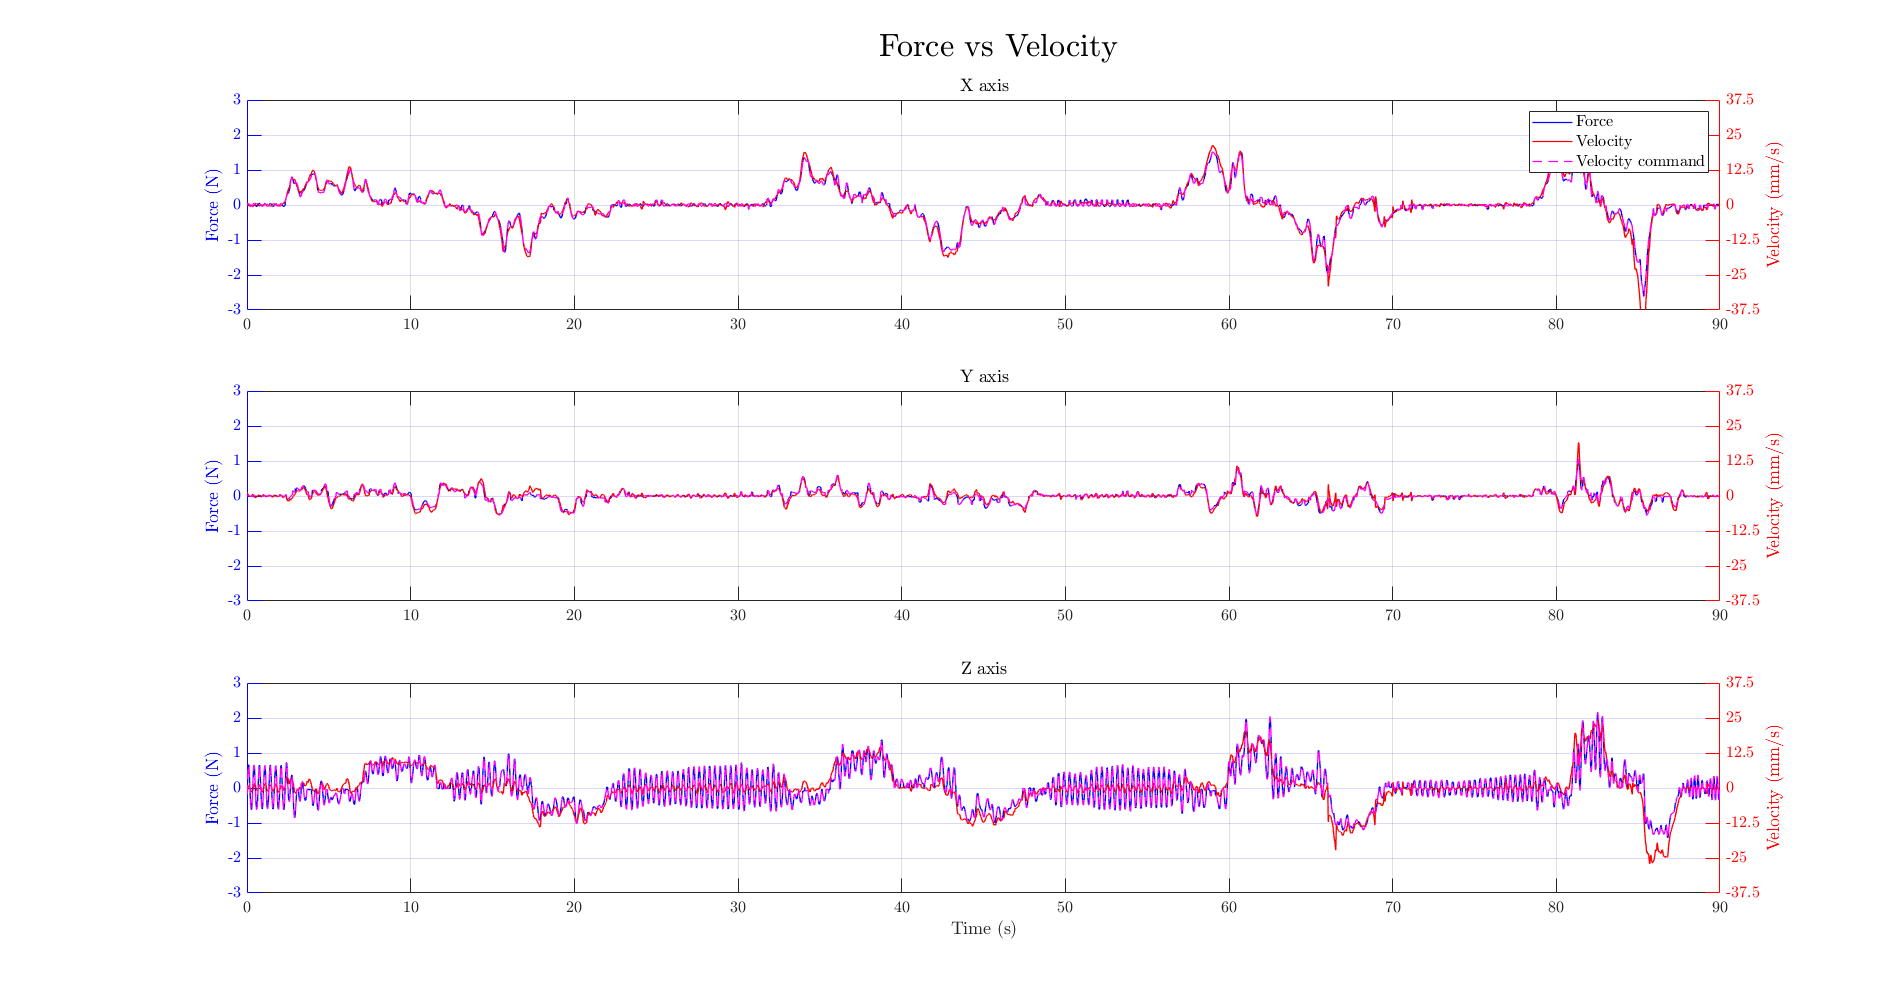 Force vs Velocity
X axis
3 37.5
2 25
1 12.5
0 0
-1 -12.5
-2 -25
-3 -37.5
Force (N)
Velocity (mm/s)
Force
Velocity
Velocity command
0 10 20 30 40 50 60 70 80 90
Y axis
3 37.5
2 25
1 12.5
0 0
-1 -12.5
-2 -25
-3 -37.5
Force (N)
Velocity (mm/s)
0 10 20 30 40 50 60 70 80 90
Z axis
3 37.5
2 25
1 12.5
0 0
-1 -12.5
-2 -25
-3 -37.5
Force (N)
Velocity (mm/s)
0 10 20 30 40 50 60 70 80 90
Time (s)